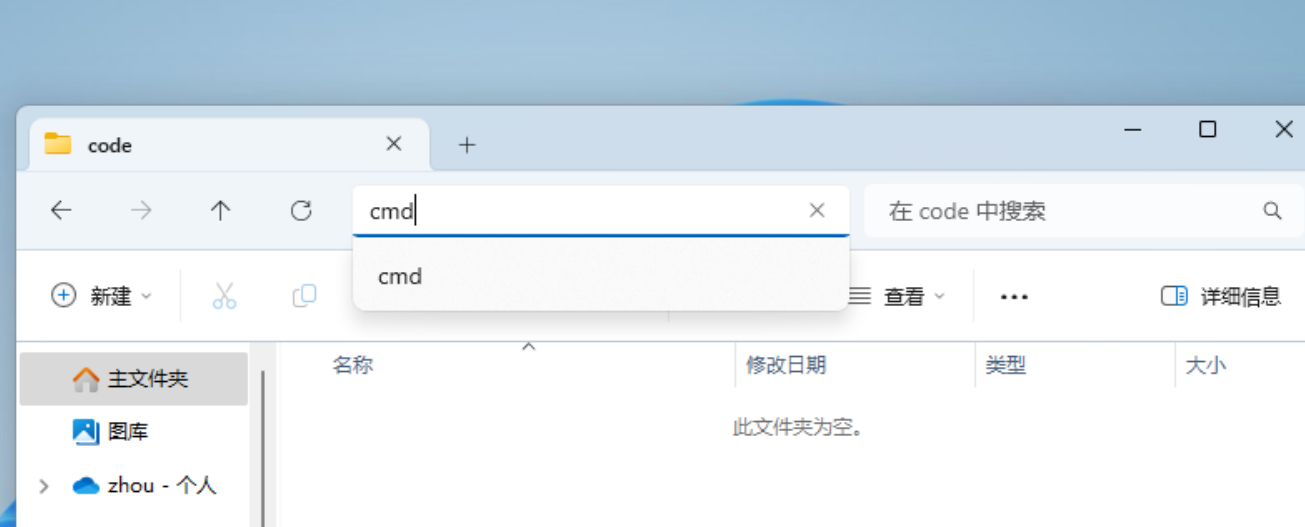 code
cmd
在 code 中搜索
cmd
新建
查看
详细信息
名称
修改日期
类型
大小
主文件夹
图库
zhou - 个人
此文件夹为空。